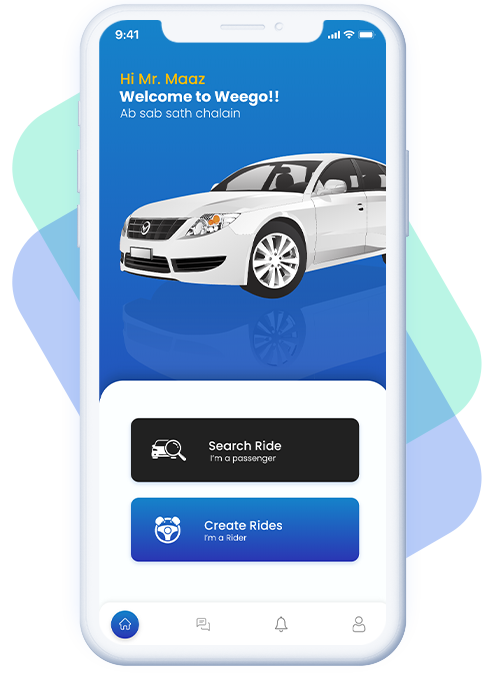 9:41
Hi Mr. Maaz
Welcome to Weego!!
Ab sab sath chalain
Search Ride
I'm a passenger
Create Rides
I'm a Rider